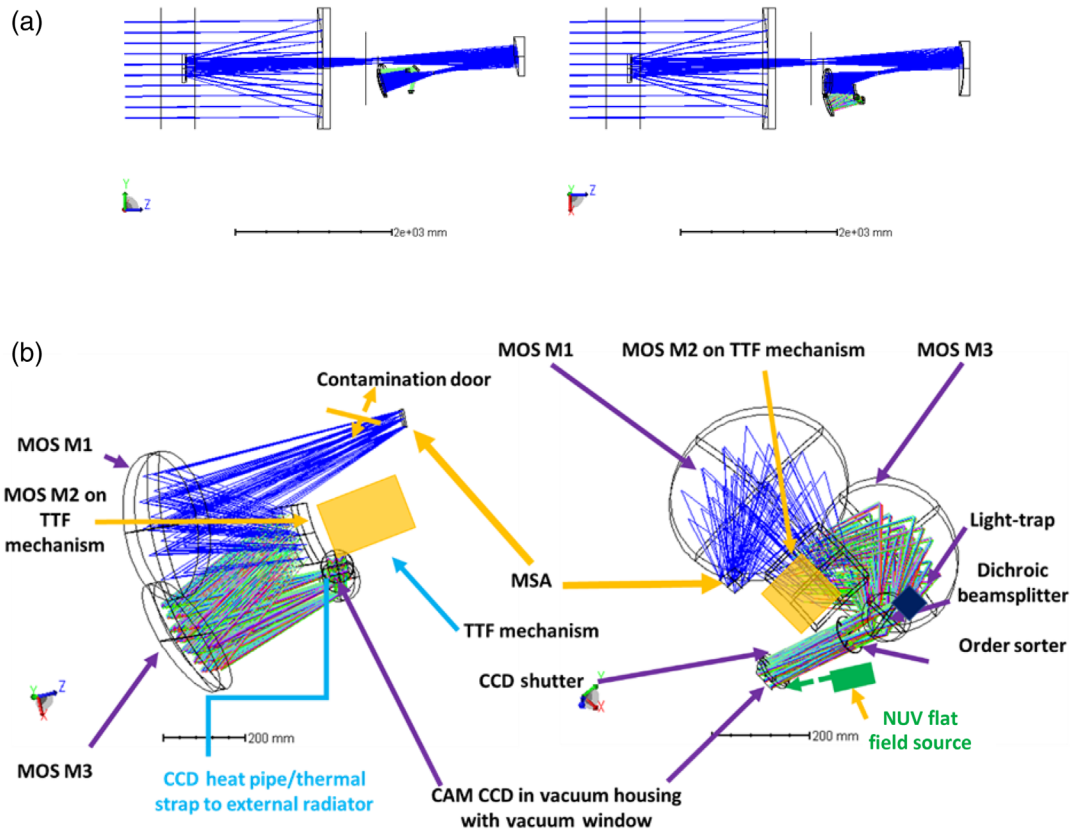 (a)
Y
Z
2e+03 mm
Z
X
2e+03 mm
(b)
Contamination door
MOS M1
MOS M2 on
TTF
mechanism
MSA
TTF mechanism
Y
Z
X
200 mm
MOS M3
CCD heat pipe/thermal
strap to external radiator
CAM CCD in vacuum housing
with vacuum window
MOS M1
MOS M2 on TTF mechanism
MOS M3
Light-trap
Dichroic
beamsplitter
Order sorter
CCD shutter
Y
X
200 mm
NUV flat
field source